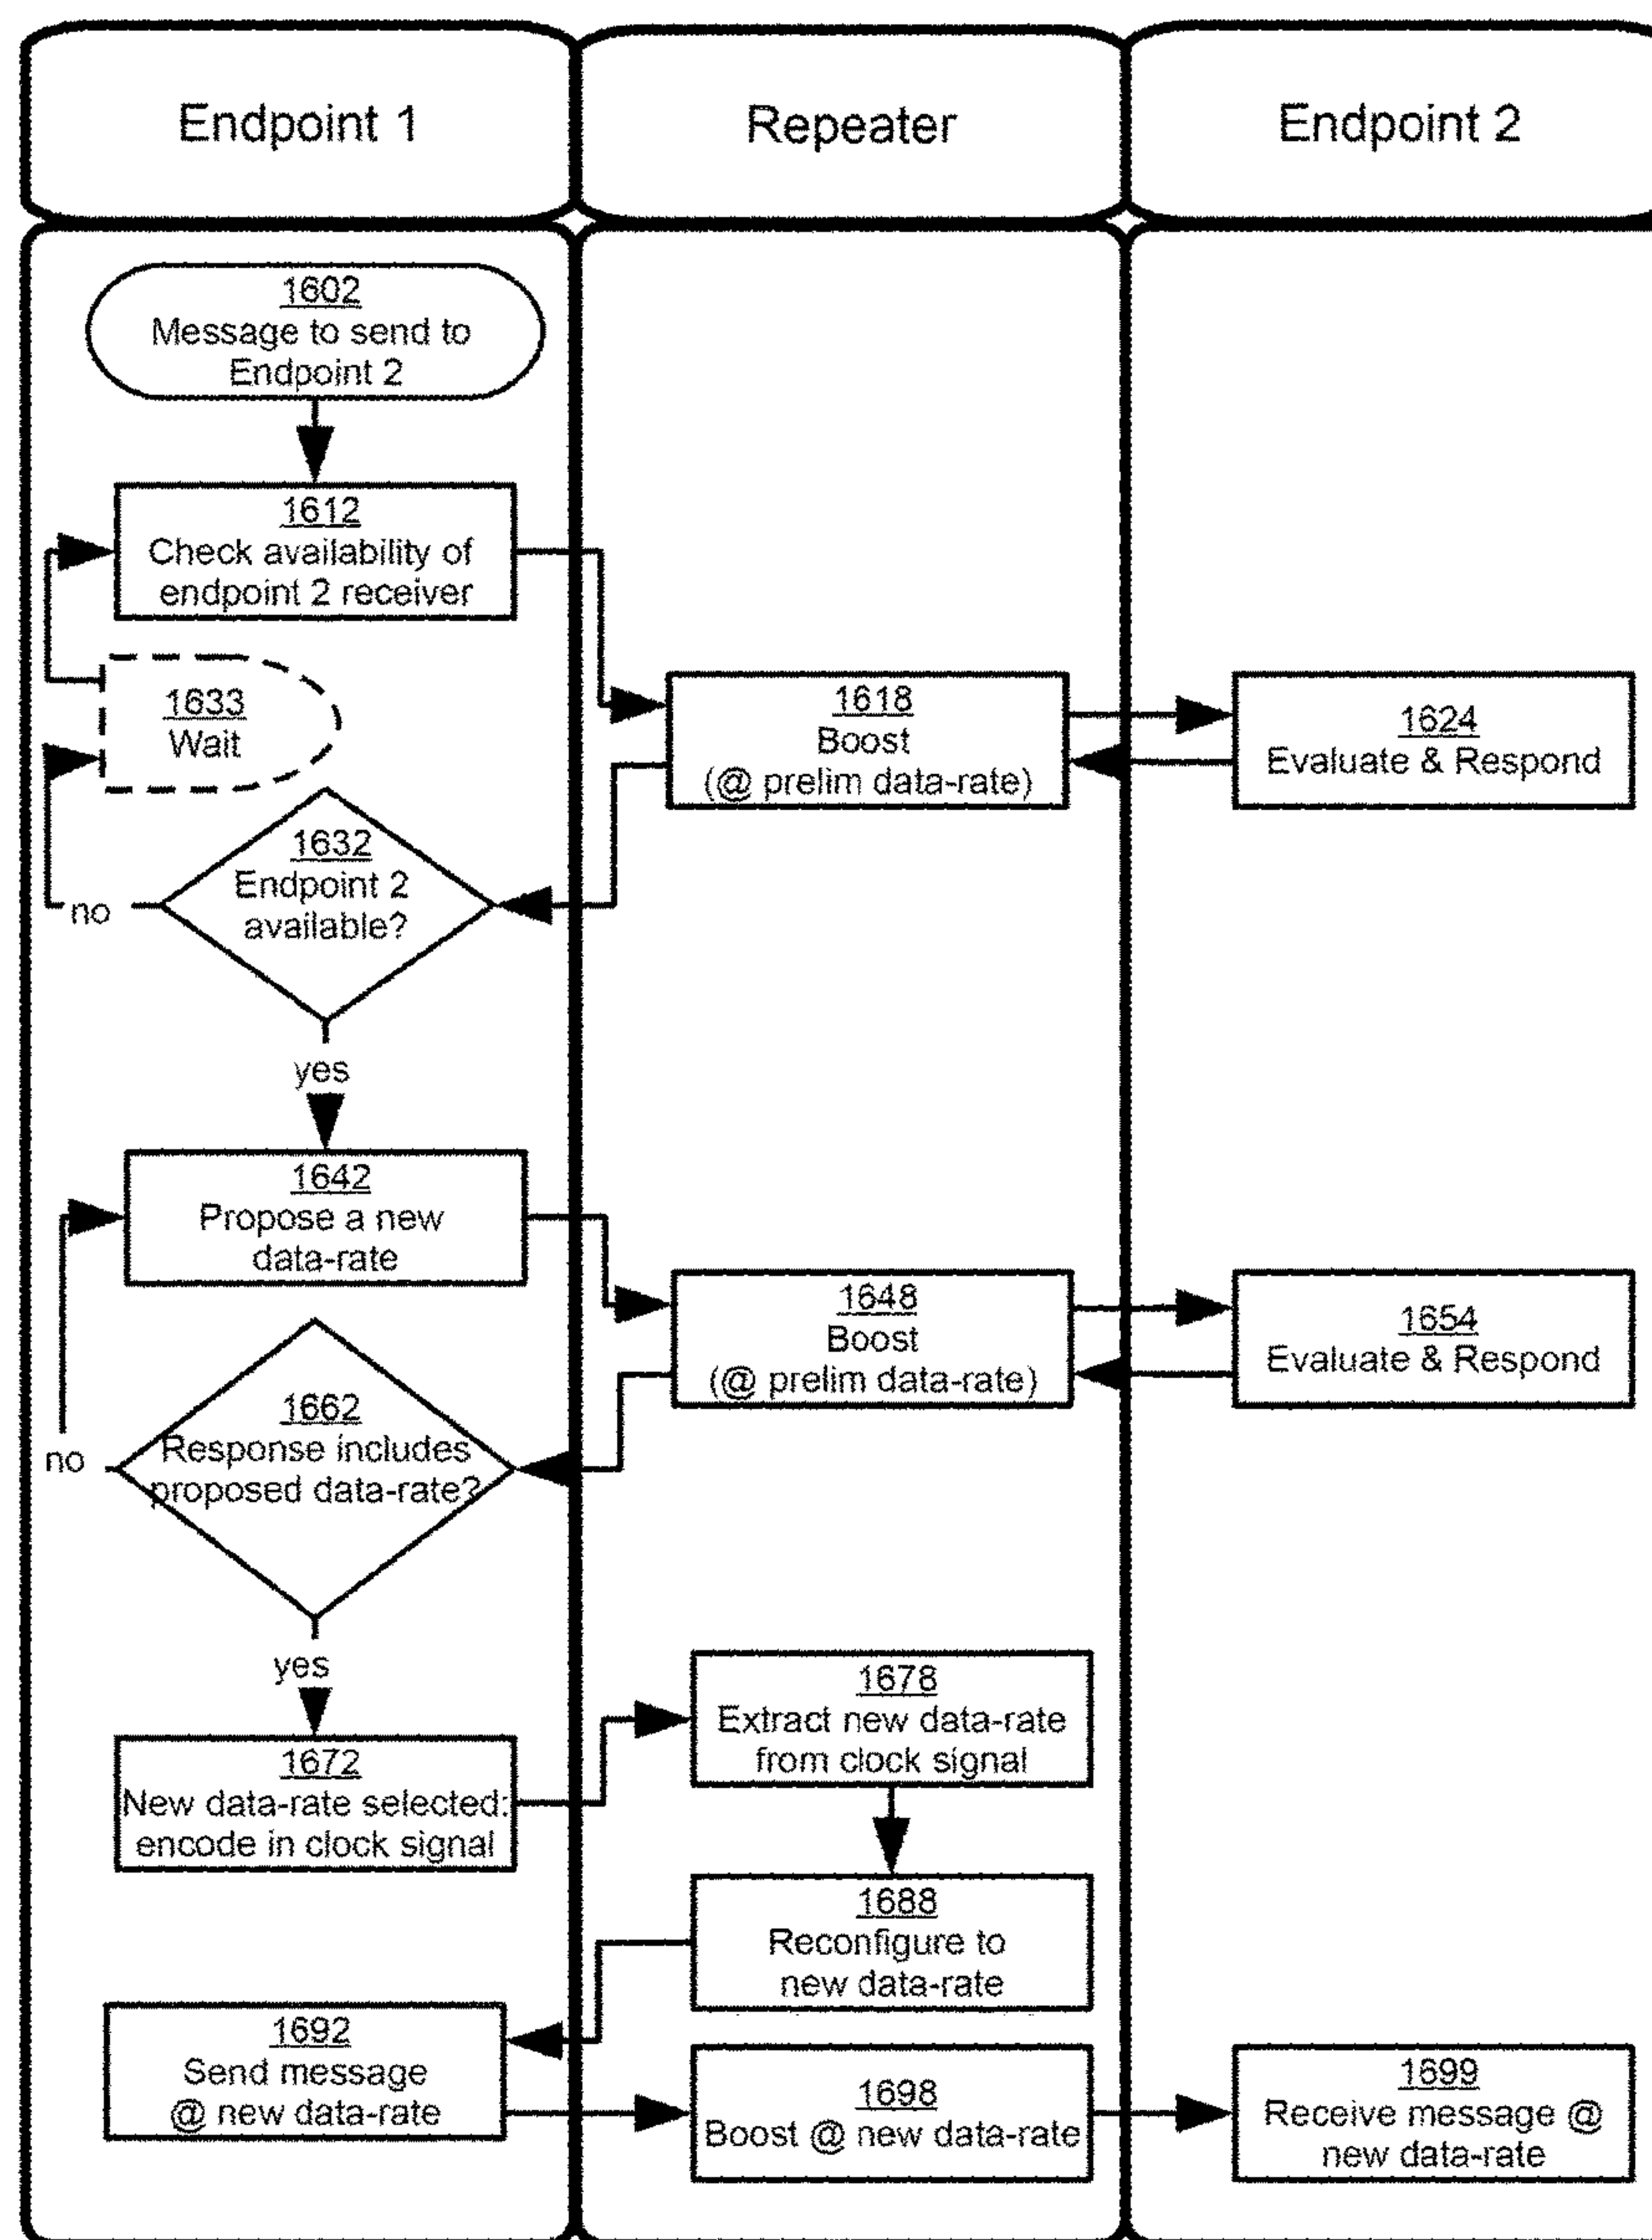 Endpoint 1
Repeater
Endpoint 2
1602
Message to send to
Endpoint 2
1612
Check availability of
endpoint 2 receiver
1633
Wait
1618
Boost
(@ prelim data-rate)
1624
Evaluate & Respond
1632
Endpoint 2
available?
no
yes
1642
Propose a new
data-rate
1648
Boost
(@ prelim data-rate)
1654
Evaluate & Respond
1662
Response includes
proposed data-rate?
no
yes
1672
New data-rate selected:
encode in clock signal
1678
Extract new data-rate
from clock signal
1688
Reconfigure to
new data-rate
1692
Send message
@ new data-rate
1698
Boost @ new data-rate
1699
Receive message @
new data-rate